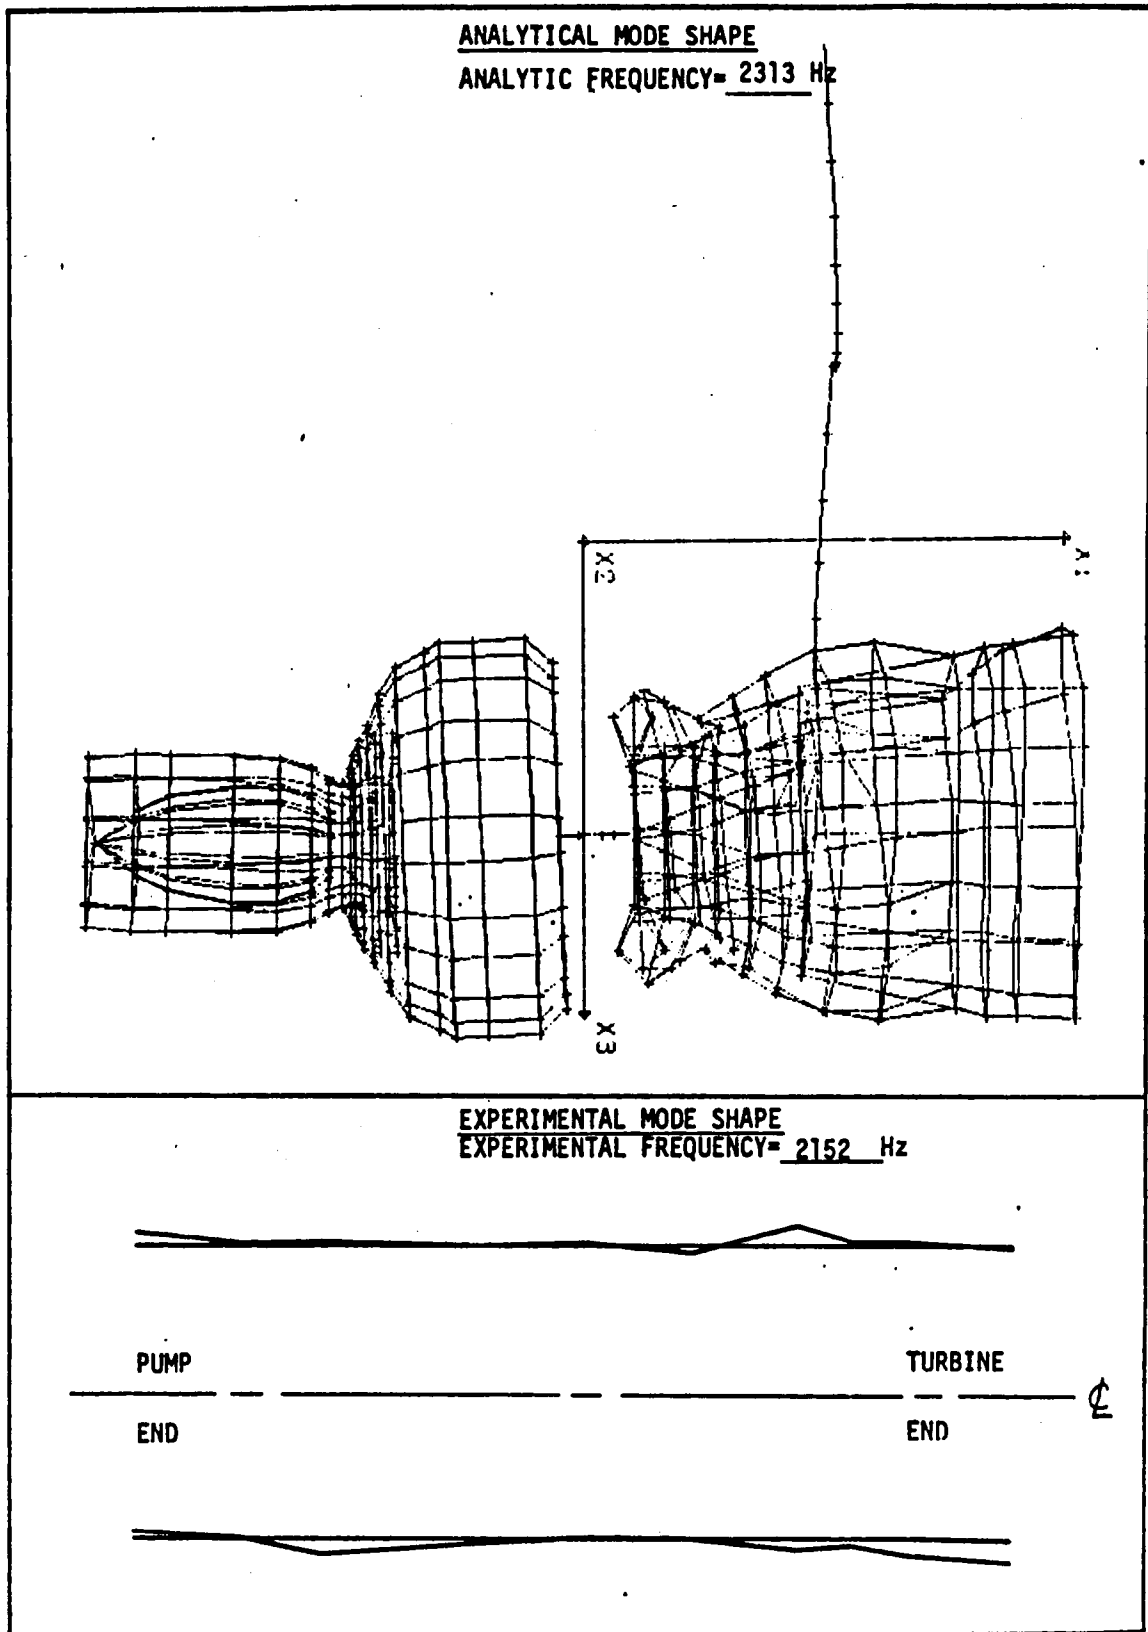 ANALYTICAL MODE SHAPE
ANALYTIC FREQUENCY= 2313 Hz
X2
X1
X3
EXPERIMENTAL MODE SHAPE
EXPERIMENTAL FREQUENCY= 2152 Hz
PUMP
TURBINE
℄
END
END